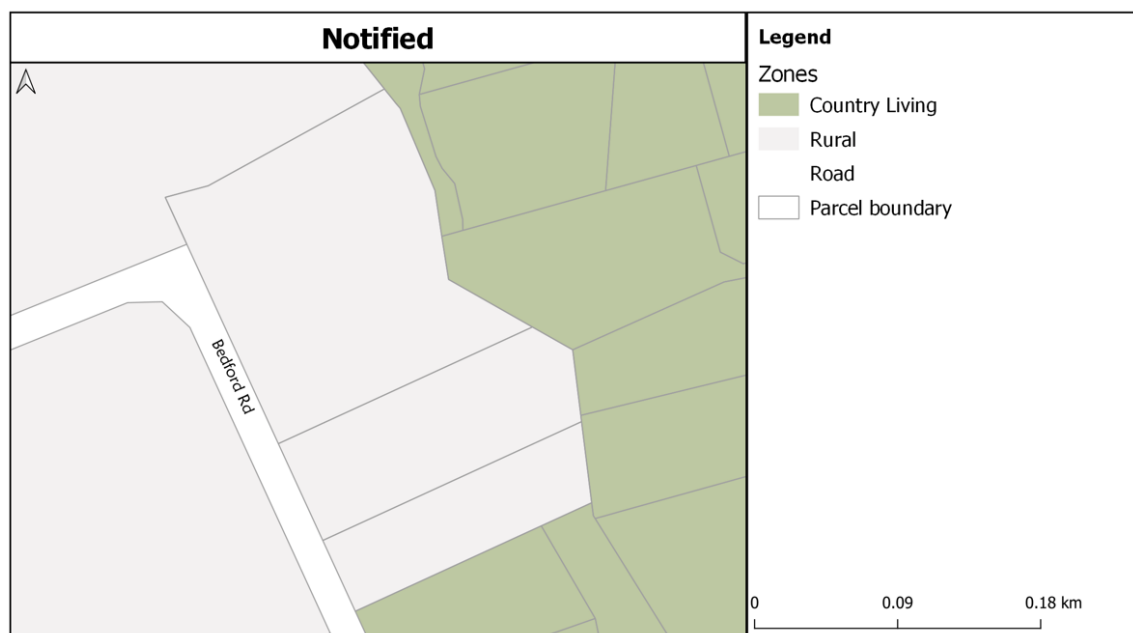 Notified
Legend
Zones
Country Living
Rural
Road
Parcel boundary
Bedford Rd
0 0.09 0.18 km